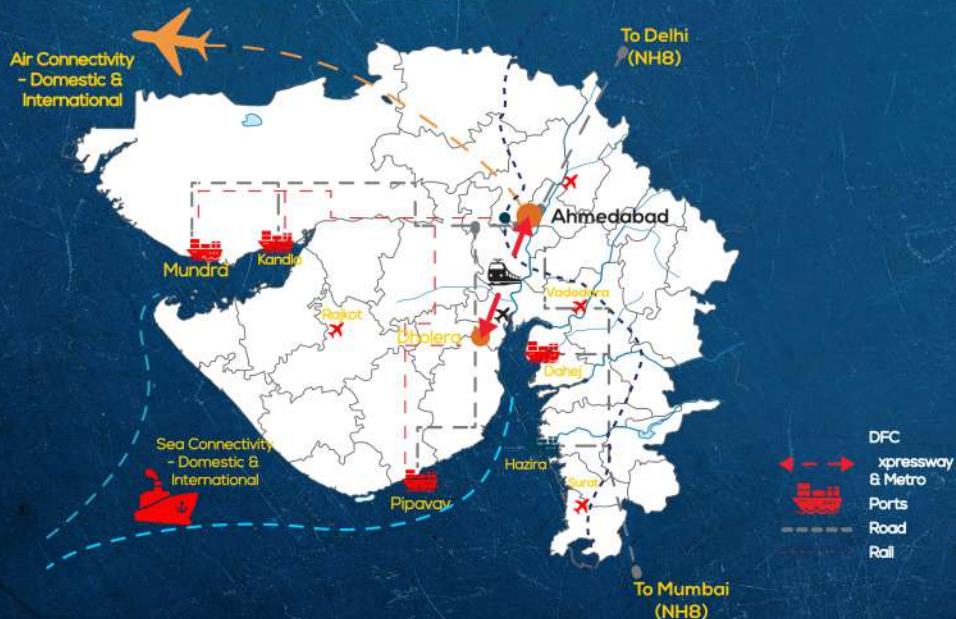 To Delhi
(NH8)
Air Connectivity
- Domestic &
International
Ahmedabad
Mundra
Kandla
Vadodara
Rajkot
Dholera
Dahej
Sea Connectivity
- Domestic &
International
Hazira
Surat
Pipavav
To Mumbai
(NH8)
DFC
xpressway
& Metro
Ports
Road
Rail